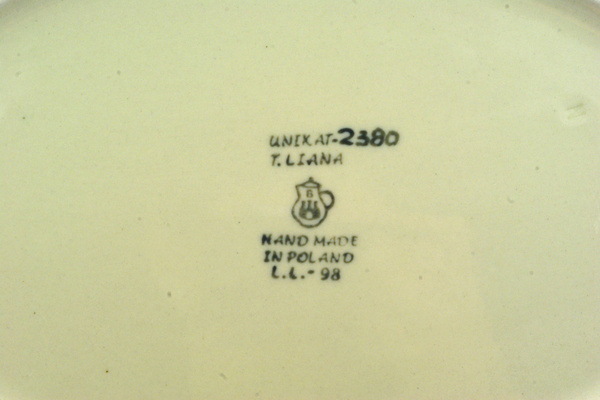 UNIKAT-2380
T. LIANA
B
HAND MADE
IN POLAND
L.L.-98